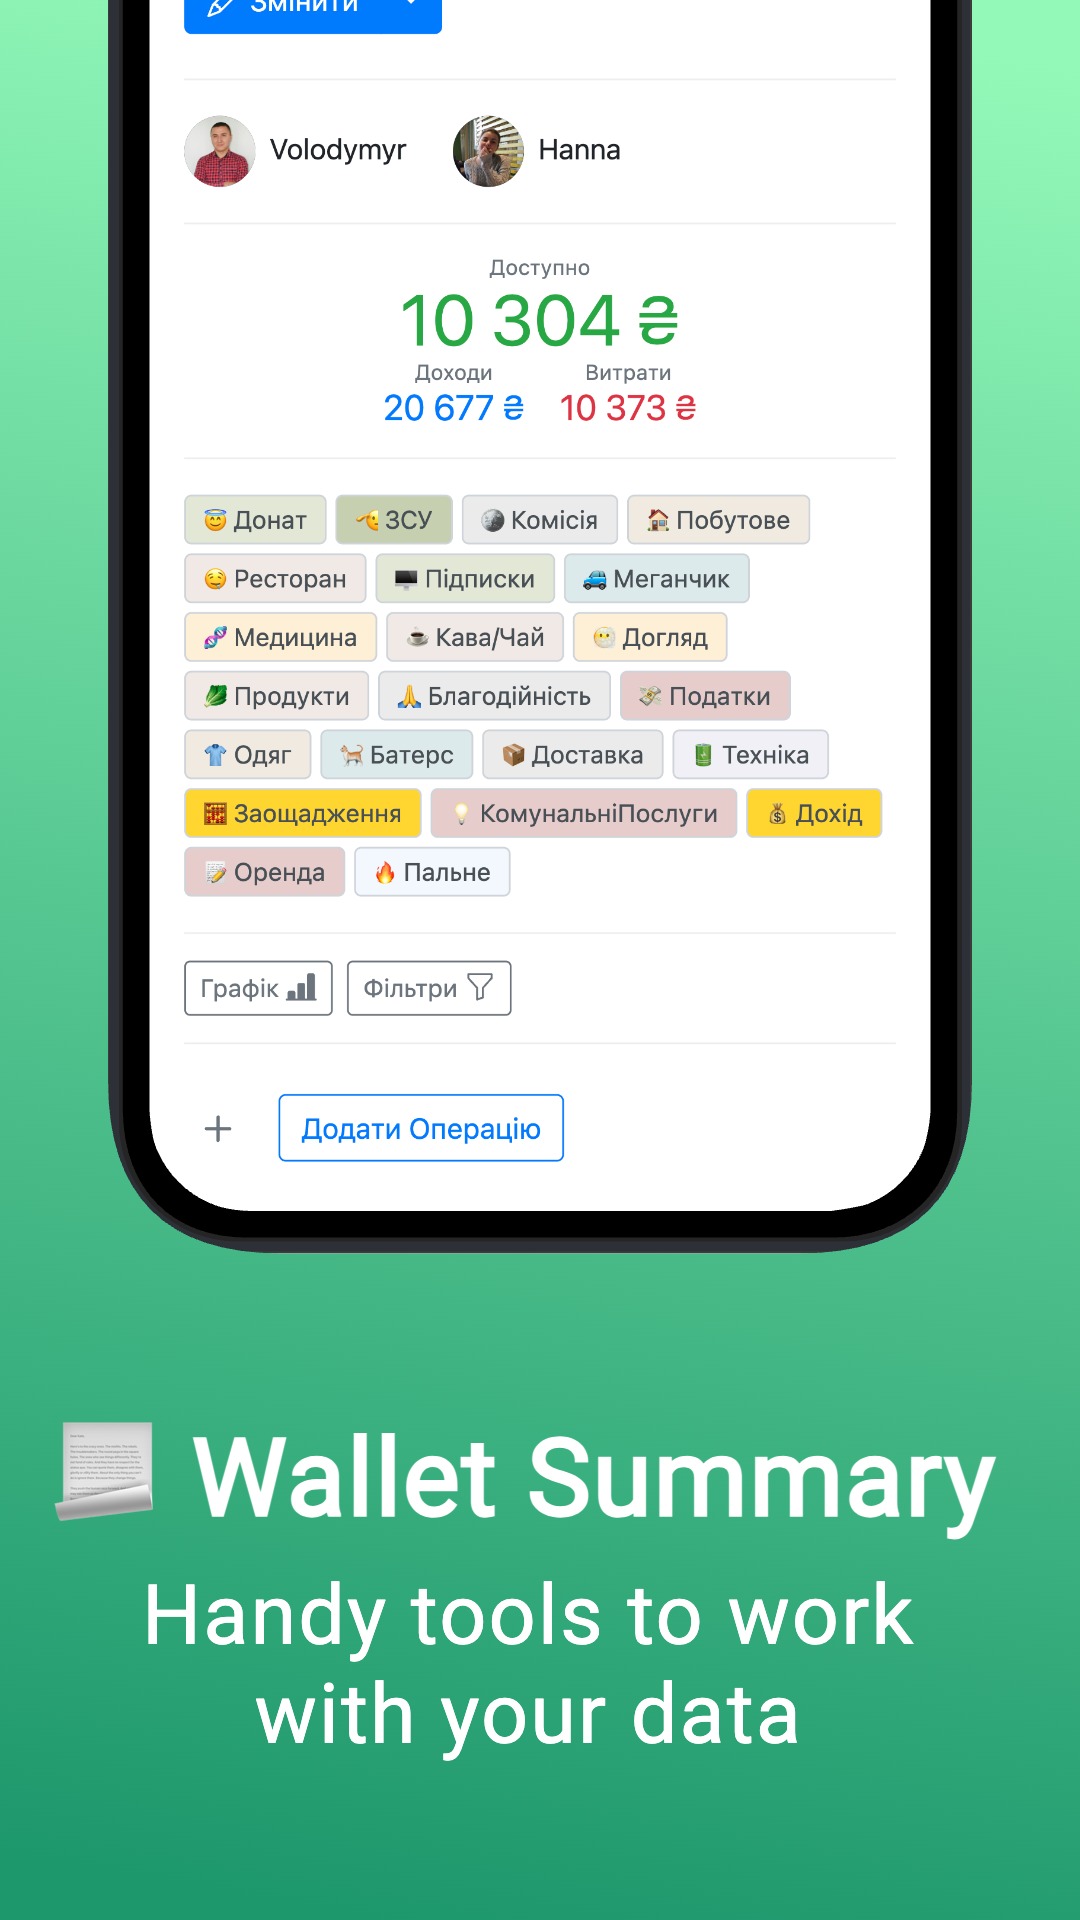 Змінити
Volodymyr Hanna
Доступно
10 304 ₴
Доходи Витрати
20 677 ₴ 10 373 ₴
Донат ЗСУ Комісія Побутове
Ресторан Підписки Меганчик
Медицина Кава/Чай Догляд
Продукти Благодійність Податки
Одяг Батерс Доставка Техніка
Заощадження КомунальніПослуги Дохід
Оренда Пальне
Графік Фільтри
+ Додати Операцію
Wallet Summary
Handy tools to work
with your data